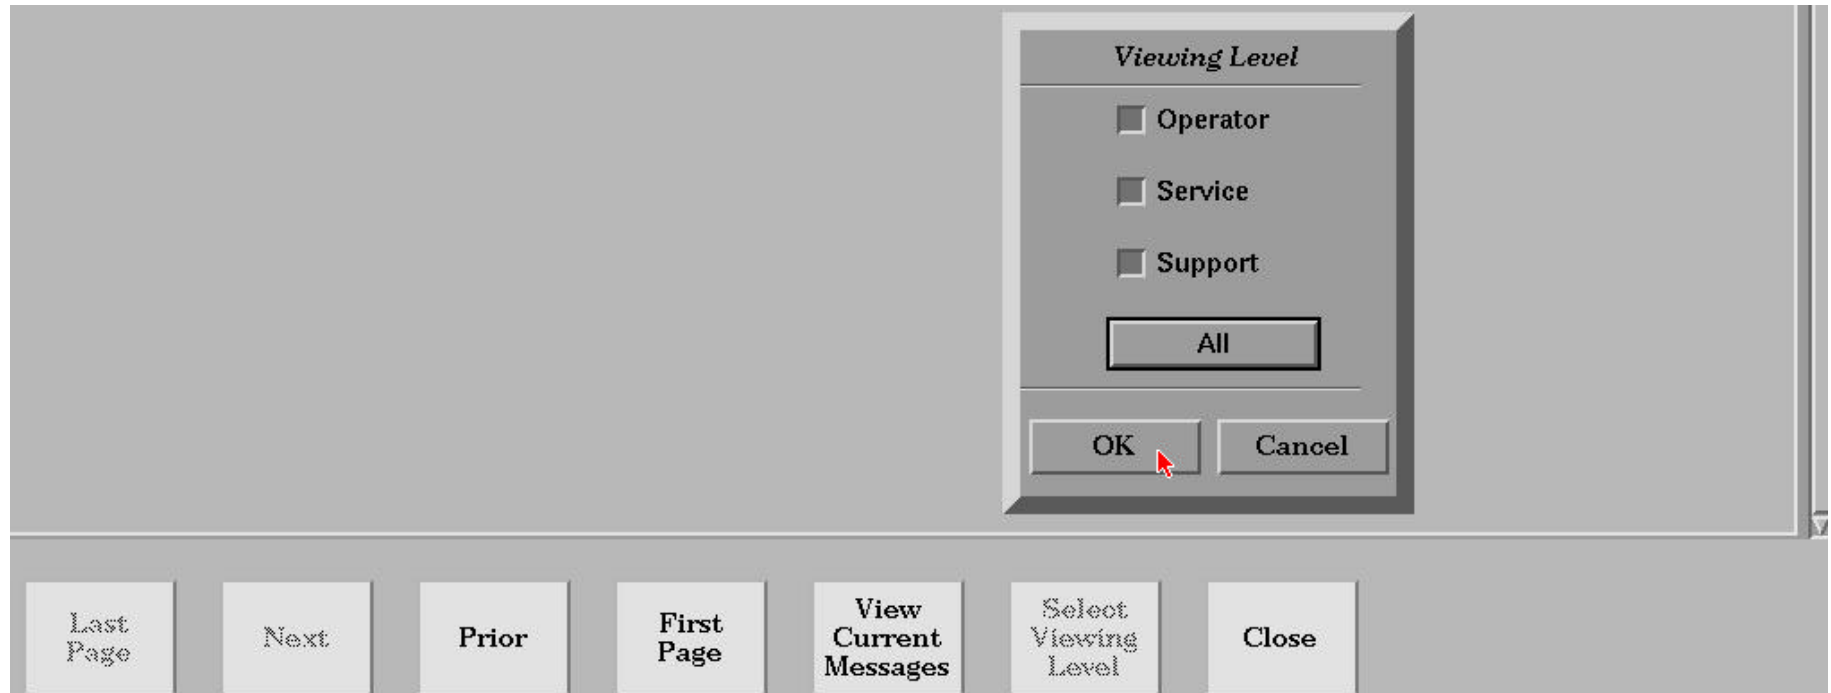 Viewing Level
Operator
Service
Support
All
OK
Cancel
Last
Page
Next
Prior
First
Page
View
Current
Messages
Select
Viewing
Level
Close